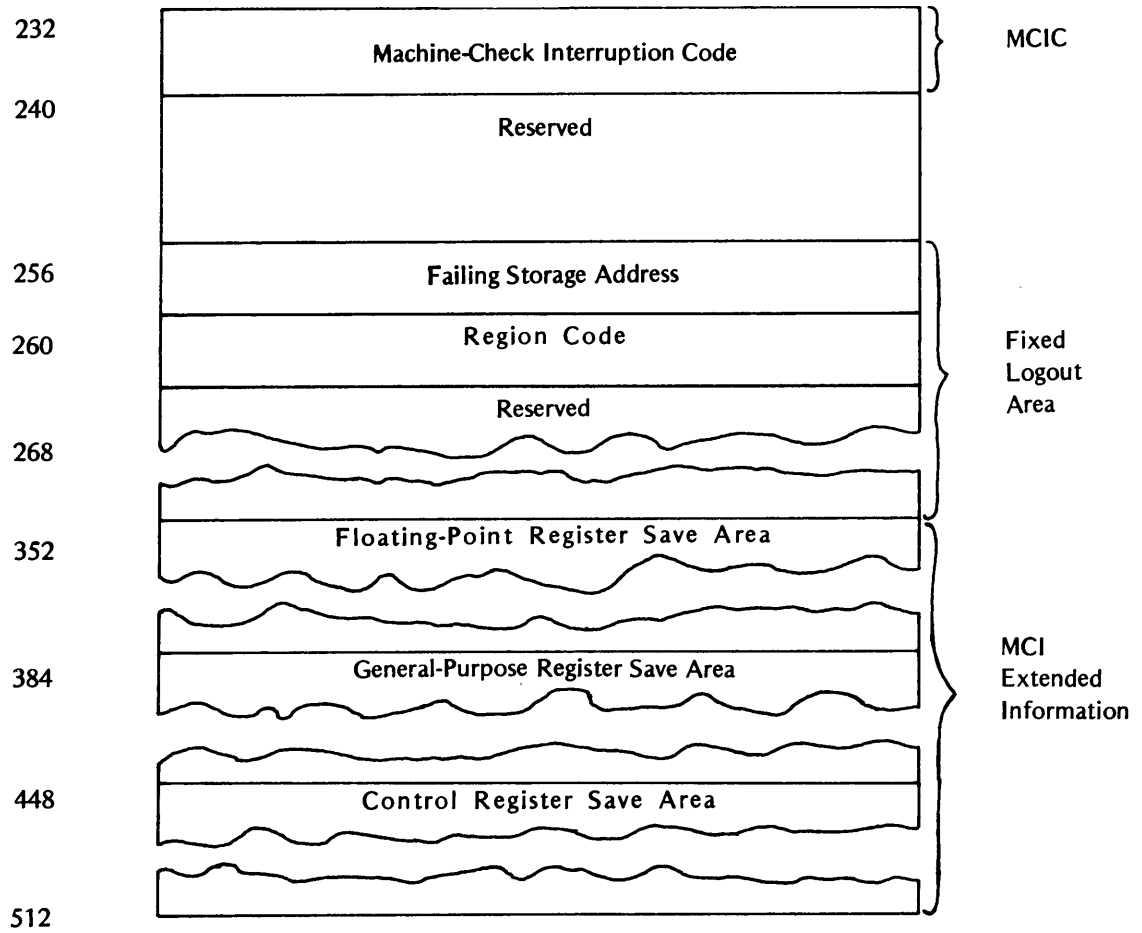 232
Machine-Check Interruption Code
MCIC
240
Reserved
256
Failing Storage Address
260
Region Code
Fixed
Logout
Area
Reserved
268
352
Floating-Point Register Save Area
384
General-Purpose Register Save Area
MCI
Extended
Information
448
Control Register Save Area
512